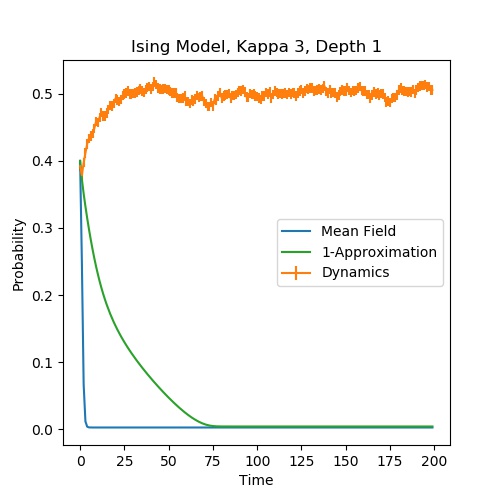 Ising Model, Kappa 3, Depth 1
0.5
0.4
0.3
0.2
0.1
0.0
Probability
Mean Field
1-Approximation
Dynamics
0 25 50 75 100 125 150 175 200
Time